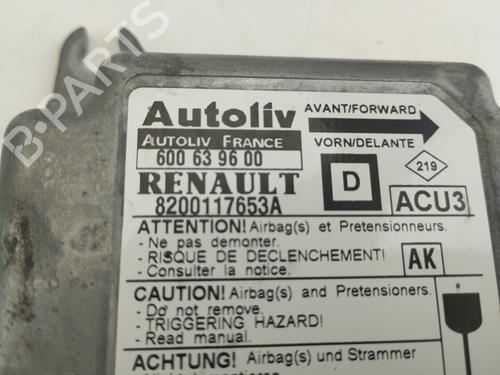 B-PARTS
Autoliv
AUTOLIV FRANCE
600 63 96 00
AVANT/FORWARD
VORN/DELANTE
RENAULT
8200117653A
D
219
ACU3
ATTENTION! Airbag(s) et Pretensionneurs.
- Ne pas demonter.
- RISQUE DE DECLENCHEMENT!
- Consulter la notice.
AK
CAUTION! Airbag(s) and Pretensioners.
- Do not remove.
- TRIGGERING HAZARD!
- Read manual.
ACHTUNG! Airbag(s) und Strammer